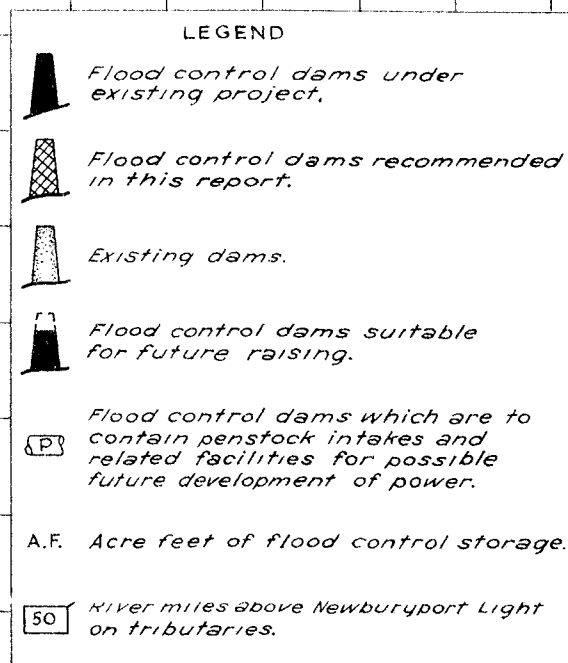 LEGEND
Flood control dams under
existing project.
Flood control dams recommended
in this report.
Existing dams.
Flood control dams suitable
for future raising.
P
Flood control dams which are to
contain penstock intakes and
related facilities for possible
future development of power.
A.F. Acre feet of flood control storage.
50
River miles above Newburyport Light
on tributaries.